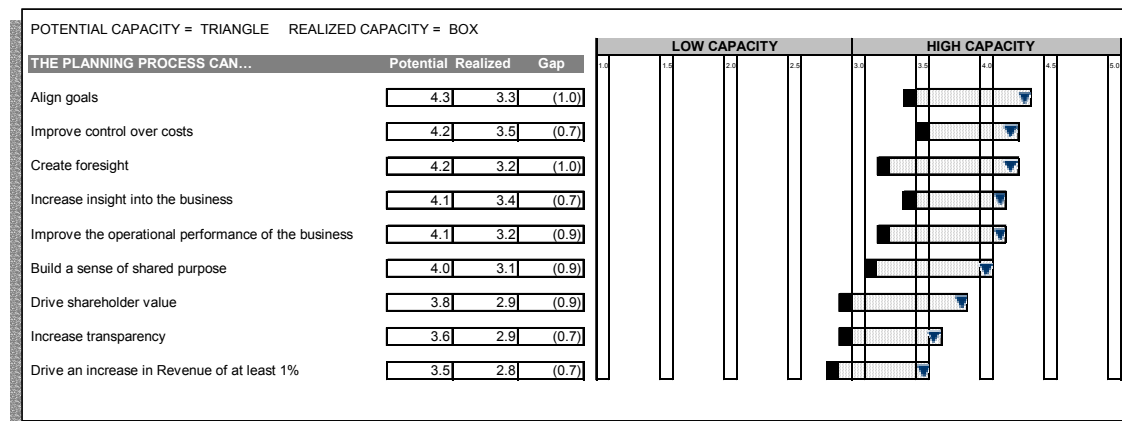 POTENTIAL CAPACITY = TRIANGLE REALIZED CAPACITY = BOX
LOW CAPACITY HIGH CAPACITY
THE PLANNING PROCESS CAN... Potential Realized Gap 1.0 1.5 2.0 2.5 3.0 3.5 4.0 4.5 5.0
Align goals 4.3 3.3 (1.0)
Improve control over costs 4.2 3.5 (0.7)
Create foresight 4.2 3.2 (1.0)
Increase insight into the business 4.1 3.4 (0.7)
Improve the operational performance of the business 4.1 3.2 (0.9)
Build a sense of shared purpose 4.0 3.1 (0.9)
Drive shareholder value 3.8 2.9 (0.9)
Increase transparency 3.6 2.9 (0.7)
Drive an increase in Revenue of at least 1% 3.5 2.8 (0.7)